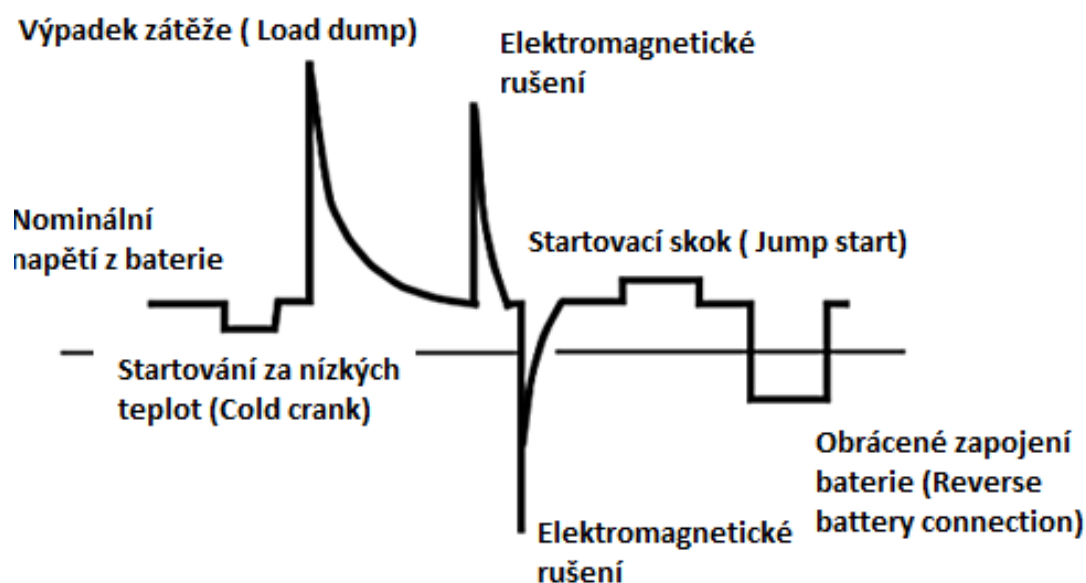 Výpadek zátěže ( Load dump)
Elektromagnetické
rušení
Nominální
napětí z baterie
Startovací skok ( Jump start)
Startování za nízkých
teplot (Cold crank)
Obrácené zapojení
baterie (Reverse
battery connection)
Elektromagnetické
rušení